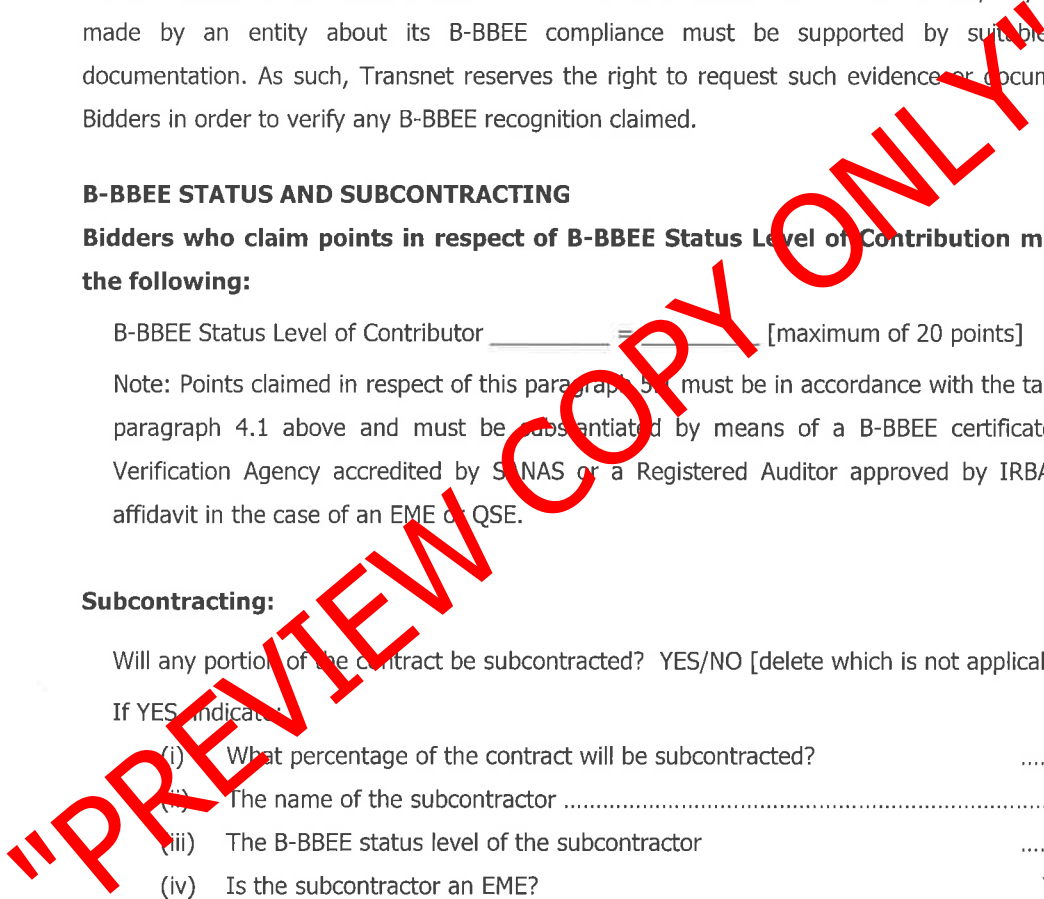 made by an entity about its B-BBEE compliance must be supported by
documentation. As such, Transnet reserves the right to request such evidence or
Bidders in order to verify any B-BBEE recognition claimed.
B-BBEE STATUS AND SUBCONTRACTING
Bidders who claim points in respect of B-BBEE Status Level of Contribution
the following:
B-BBEE Status Level of Contributor _________ = _________ [maximum of 20 points]
Note: Points claimed in respect of this paragraph must be in accordance with the
paragraph 4.1 above and must be substantiated by means of a B-BBEE
Verification Agency accredited by SANAS or a Registered Auditor approved by
affidavit in the case of an EME or QSE.
Subcontracting:
Will any portion of the contract be subcontracted? YES/NO [delete which is not
If YES, indicate:
(i) What percentage of the contract will be subcontracted? ....
(ii) The name of the subcontractor ................................................................................
(iii) The B-BBEE status level of the subcontractor ....
(iv) Is the subcontractor an EME?
"PREVIEW COPY ONLY"